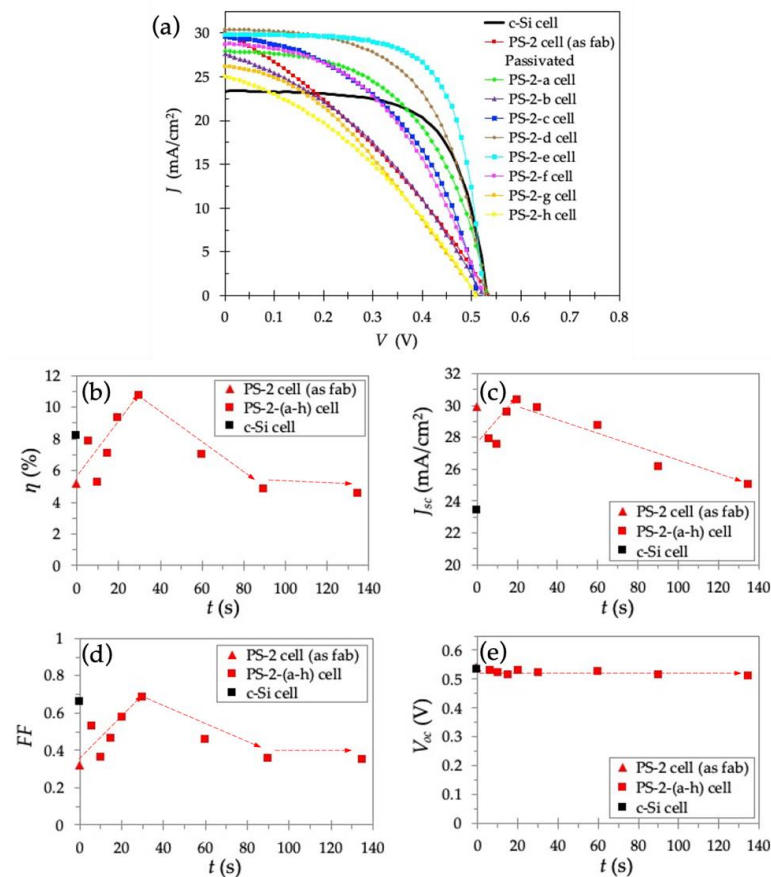 (a)
30
25
20
15
10
5
0
J (mA/cm²)
0
0.1
0.2
0.3
0.4
0.5
0.6
0.7
0.8
V (V)
c-Si cell
PS-2 cell (as fab)
Passivated
PS-2-a cell
PS-2-b cell
PS-2-c cell
PS-2-d cell
PS-2-e cell
PS-2-f cell
PS-2-g cell
PS-2-h cell
(b)
12
10
8
6
4
2
0
η (%)
PS-2 cell (as fab)
PS-2-(a-h) cell
c-Si cell
0 20 40 60 80 100 120 140
t (s)
(c)
32
30
28
26
24
22
20
Jsc (mA/cm²)
PS-2 cell (as fab)
PS-2-(a-h) cell
c-Si cell
0 20 40 60 80 100 120 140
t (s)
(d)
1
0.8
0.6
0.4
0.2
0
FF
PS-2 cell (as fab)
PS-2-(a-h) cell
c-Si cell
0 20 40 60 80 100 120 140
t (s)
(e)
0.6
0.5
0.4
0.3
0.2
0.1
0
Voc (V)
PS-2 cell (as fab)
PS-2-(a-h) cell
c-Si cell
0 20 40 60 80 100 120 140
t (s)